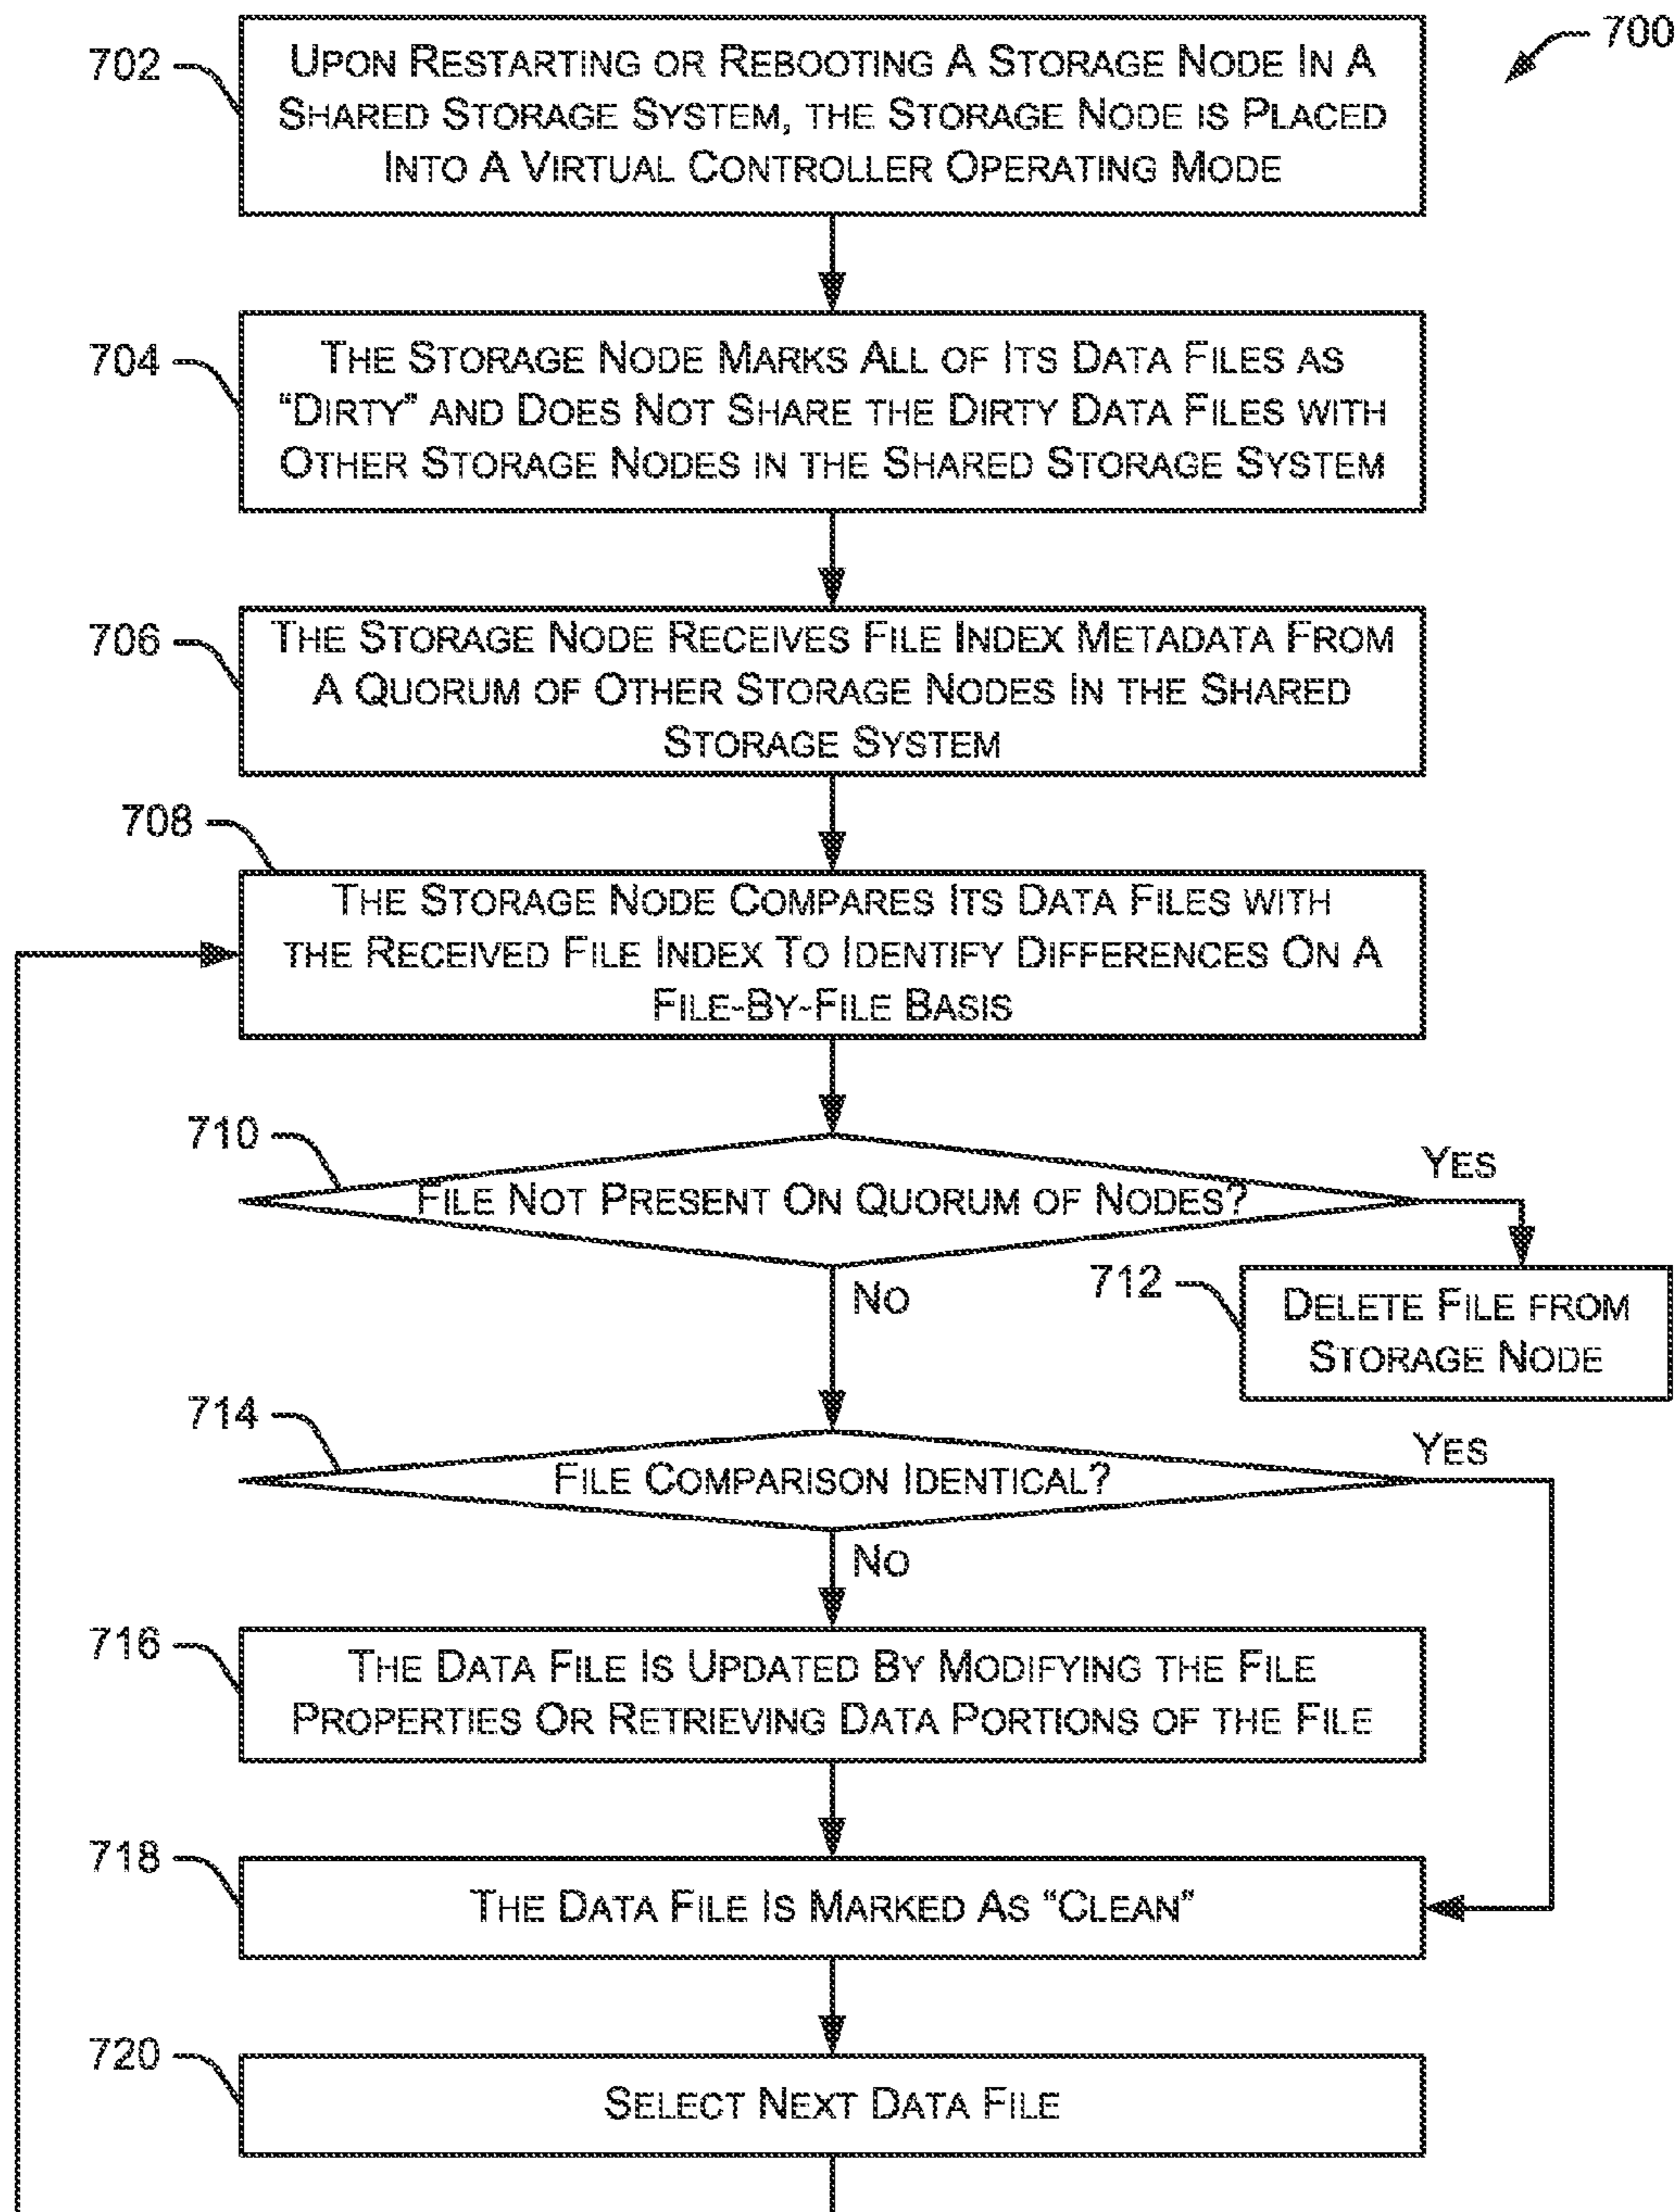 700
702
UPON RESTARTING OR REBOOTING A STORAGE NODE IN A
SHARED STORAGE SYSTEM, THE STORAGE NODE IS PLACED
INTO A VIRTUAL CONTROLLER OPERATING MODE
704
THE STORAGE NODE MARKS ALL OF ITS DATA FILES AS
“DIRTY” AND DOES NOT SHARE THE DIRTY DATA FILES WITH
OTHER STORAGE NODES IN THE SHARED STORAGE SYSTEM
706
THE STORAGE NODE RECEIVES FILE INDEX METADATA FROM
A QUORUM OF OTHER STORAGE NODES IN THE SHARED
STORAGE SYSTEM
708
THE STORAGE NODE COMPARES ITS DATA FILES WITH
THE RECEIVED FILE INDEX TO IDENTIFY DIFFERENCES ON A
FILE-BY-FILE BASIS
710
FILE NOT PRESENT ON QUORUM OF NODES?
YES
NO
712
DELETE FILE FROM
STORAGE NODE
714
FILE COMPARISON IDENTICAL?
YES
NO
716
THE DATA FILE IS UPDATED BY MODIFYING THE FILE
PROPERTIES OR RETRIEVING DATA PORTIONS OF THE FILE
718
THE DATA FILE IS MARKED AS “CLEAN”
720
SELECT NEXT DATA FILE